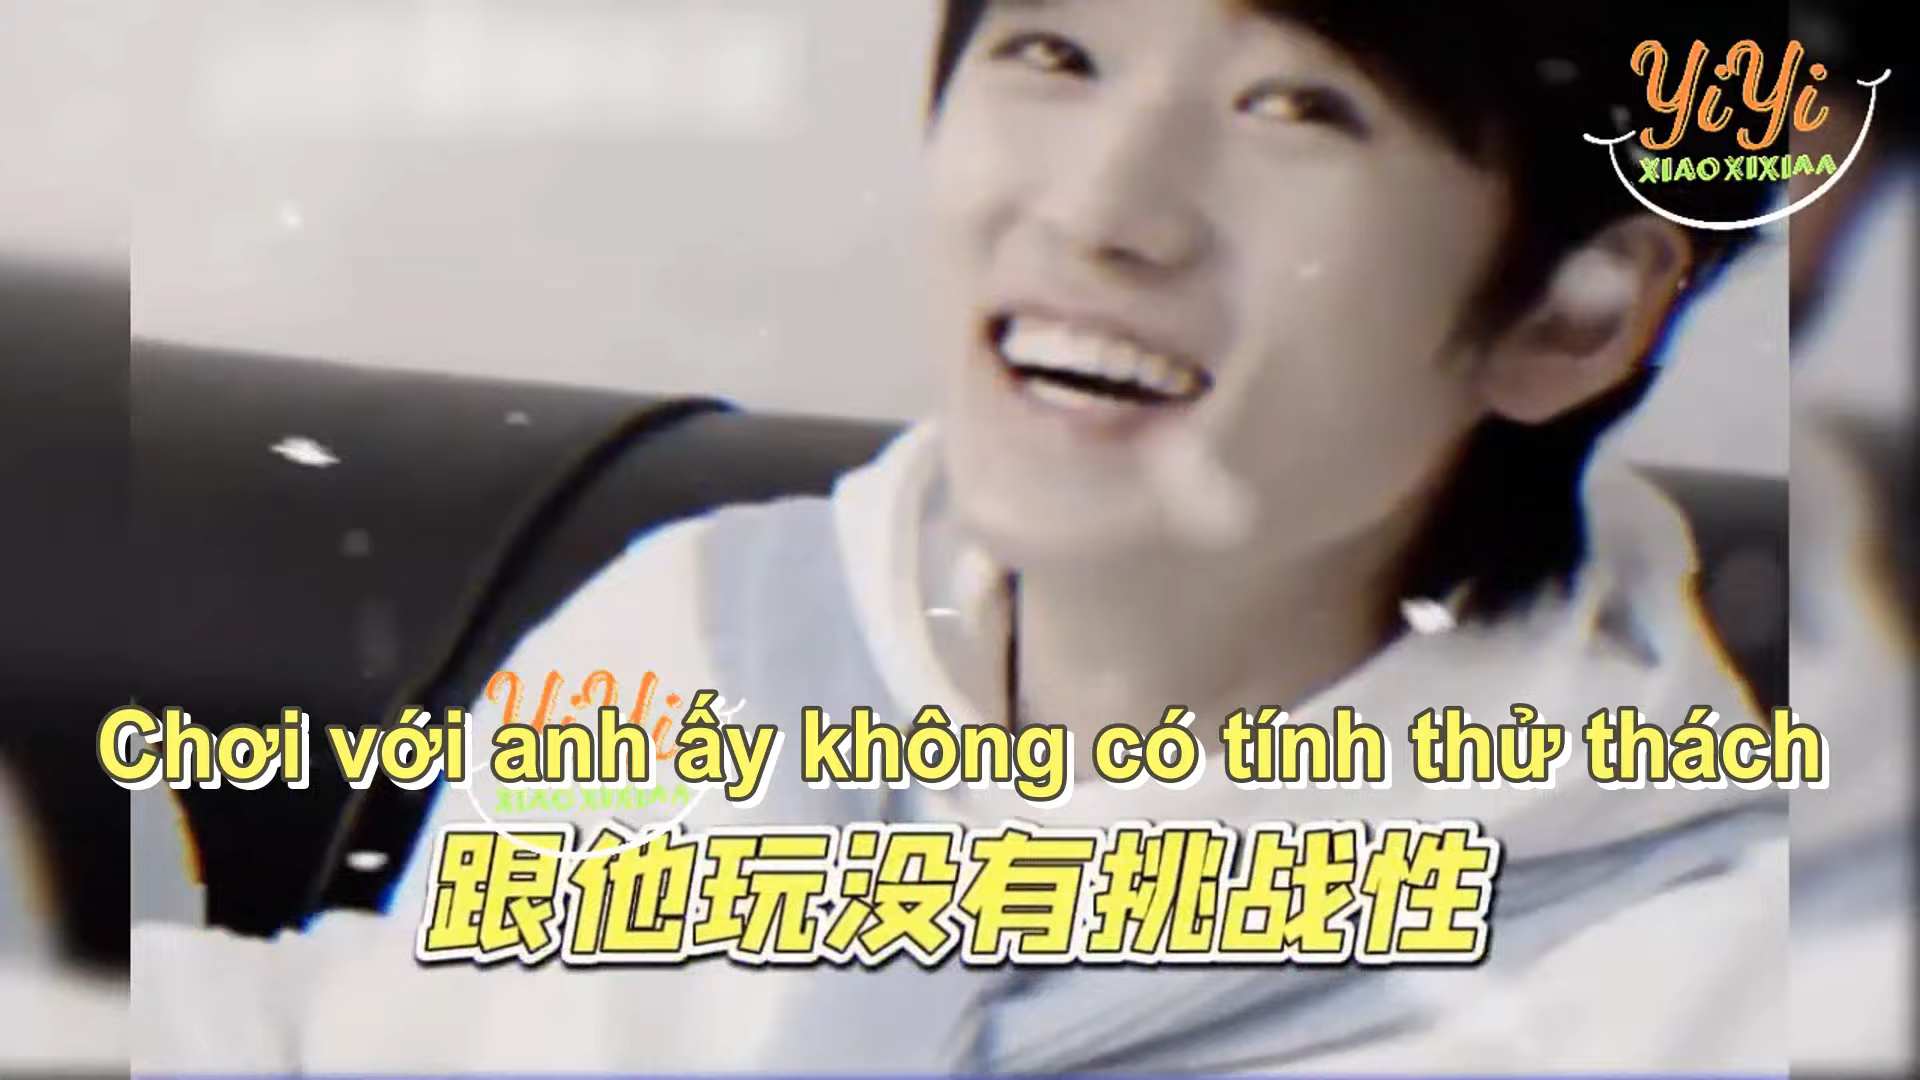 YiYi
XIAOXIXIAA
YiYi
Chơi với anh ấy không có tính thử thách
XIAOXIXIAA
跟他玩没有挑战性